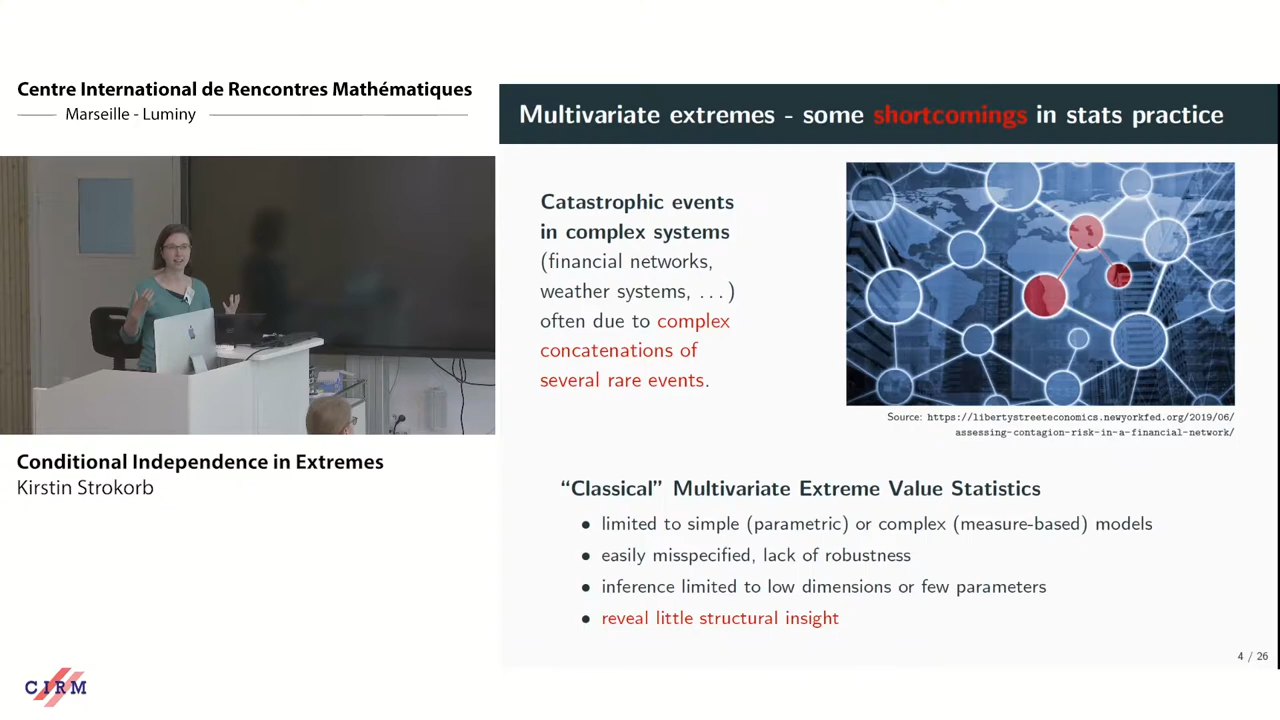 Centre International de Rencontres Mathématiques
Marseille - Luminy
Conditional Independence in Extremes
Kirstin Strokorb
CIRM
Multivariate extremes - some shortcomings in stats practice
Catastrophic events
in complex systems
(financial networks,
weather systems, . . . )
often due to complex
concatenations of
several rare events.
Source: https://libertystreeteconomics.newyorkfed.org/2019/06/
assessing-contagion-risk-in-a-financial-network/
“Classical” Multivariate Extreme Value Statistics
• limited to simple (parametric) or complex (measure-based) models
• easily misspecified, lack of robustness
• inference limited to low dimensions or few parameters
• reveal little structural insight
4 / 26